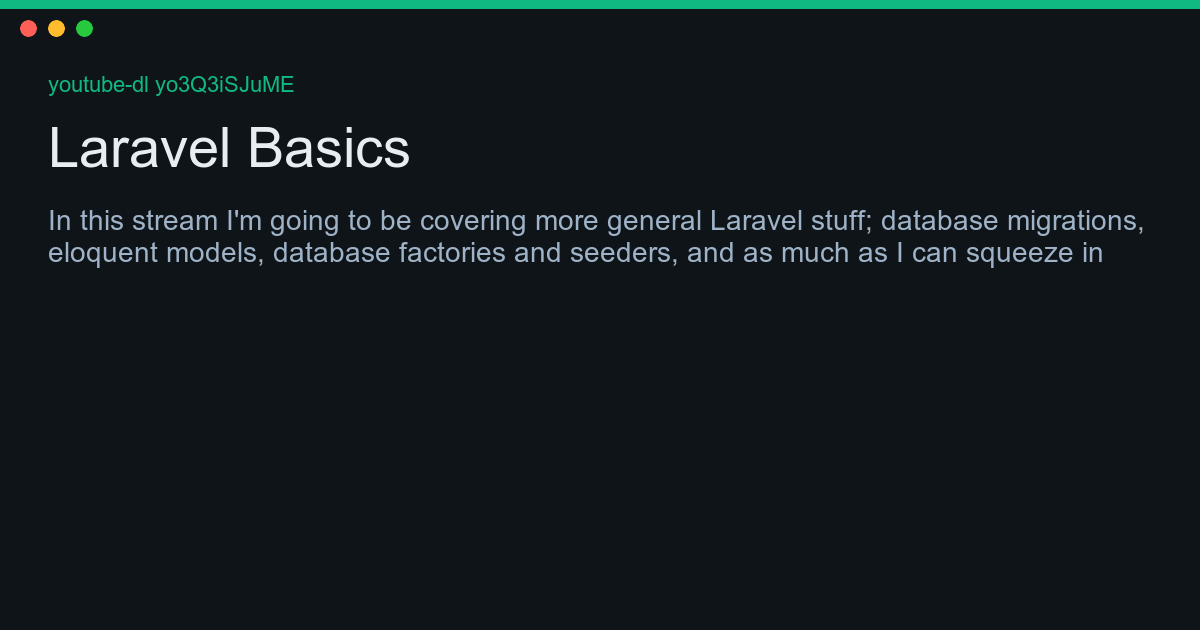 youtube-dl yo3Q3iSJuME
Laravel Basics
In this stream I'm going to be covering more general Laravel stuff; database migrations,
eloquent models, database factories and seeders, and as much as I can squeeze in